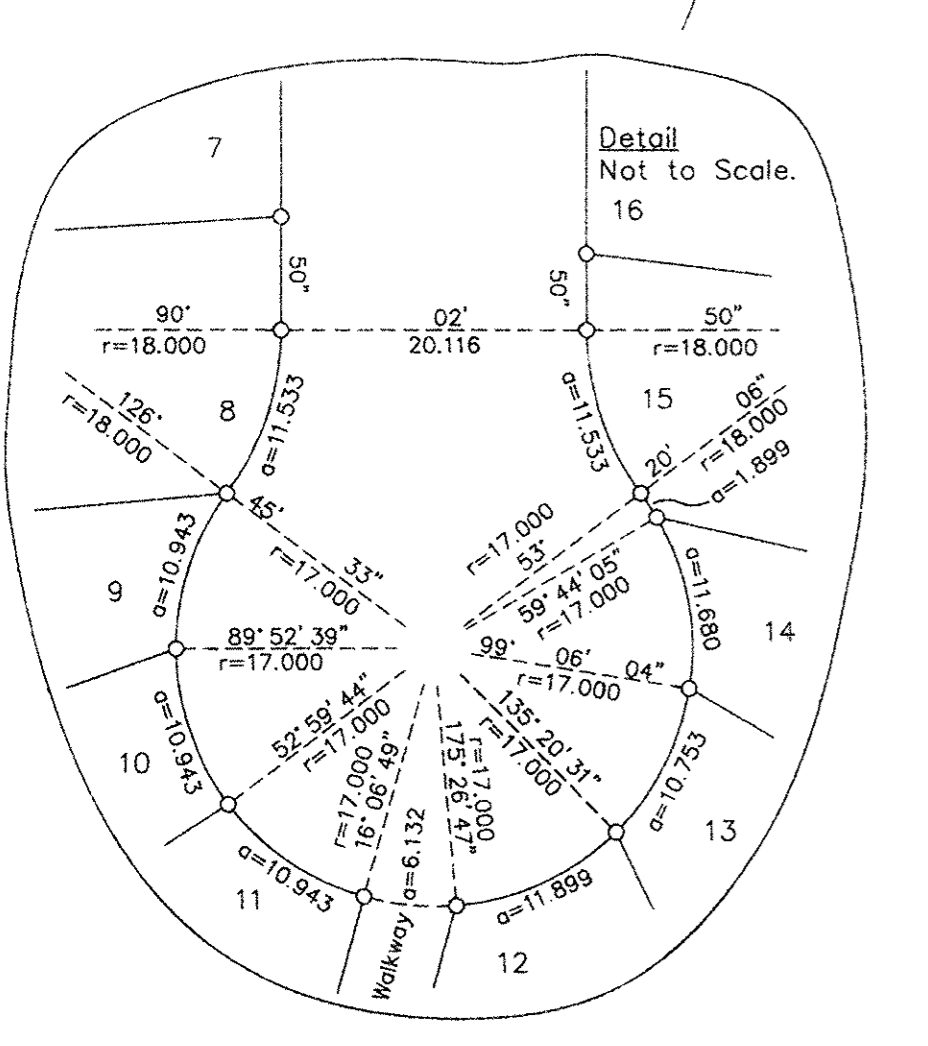 7
Detail
Not to Scale.
16
50"
50"
90°
r=18.000
02'
20.116
50"
r=18.000
126°
r=18.000
8
a=11.533
a=11.533
15
06"
r=18.000
20'
a=1.899
45'
33"
r=17.000
r=17.000
53°
59° 44' 05"
r=17.000
9
a=10.943
a=11.680
14
89° 52' 39"
r=17.000
99°
06'
04"
r=17.000
52° 59' 44"
r=17.000
135° 20' 31"
r=17.000
10
a=10.943
r=17.000
16° 06' 49"
r=17.000
175° 26' 47"
a=10.753
13
a=10.943
11
a=6.132
Walkway
a=11.899
12